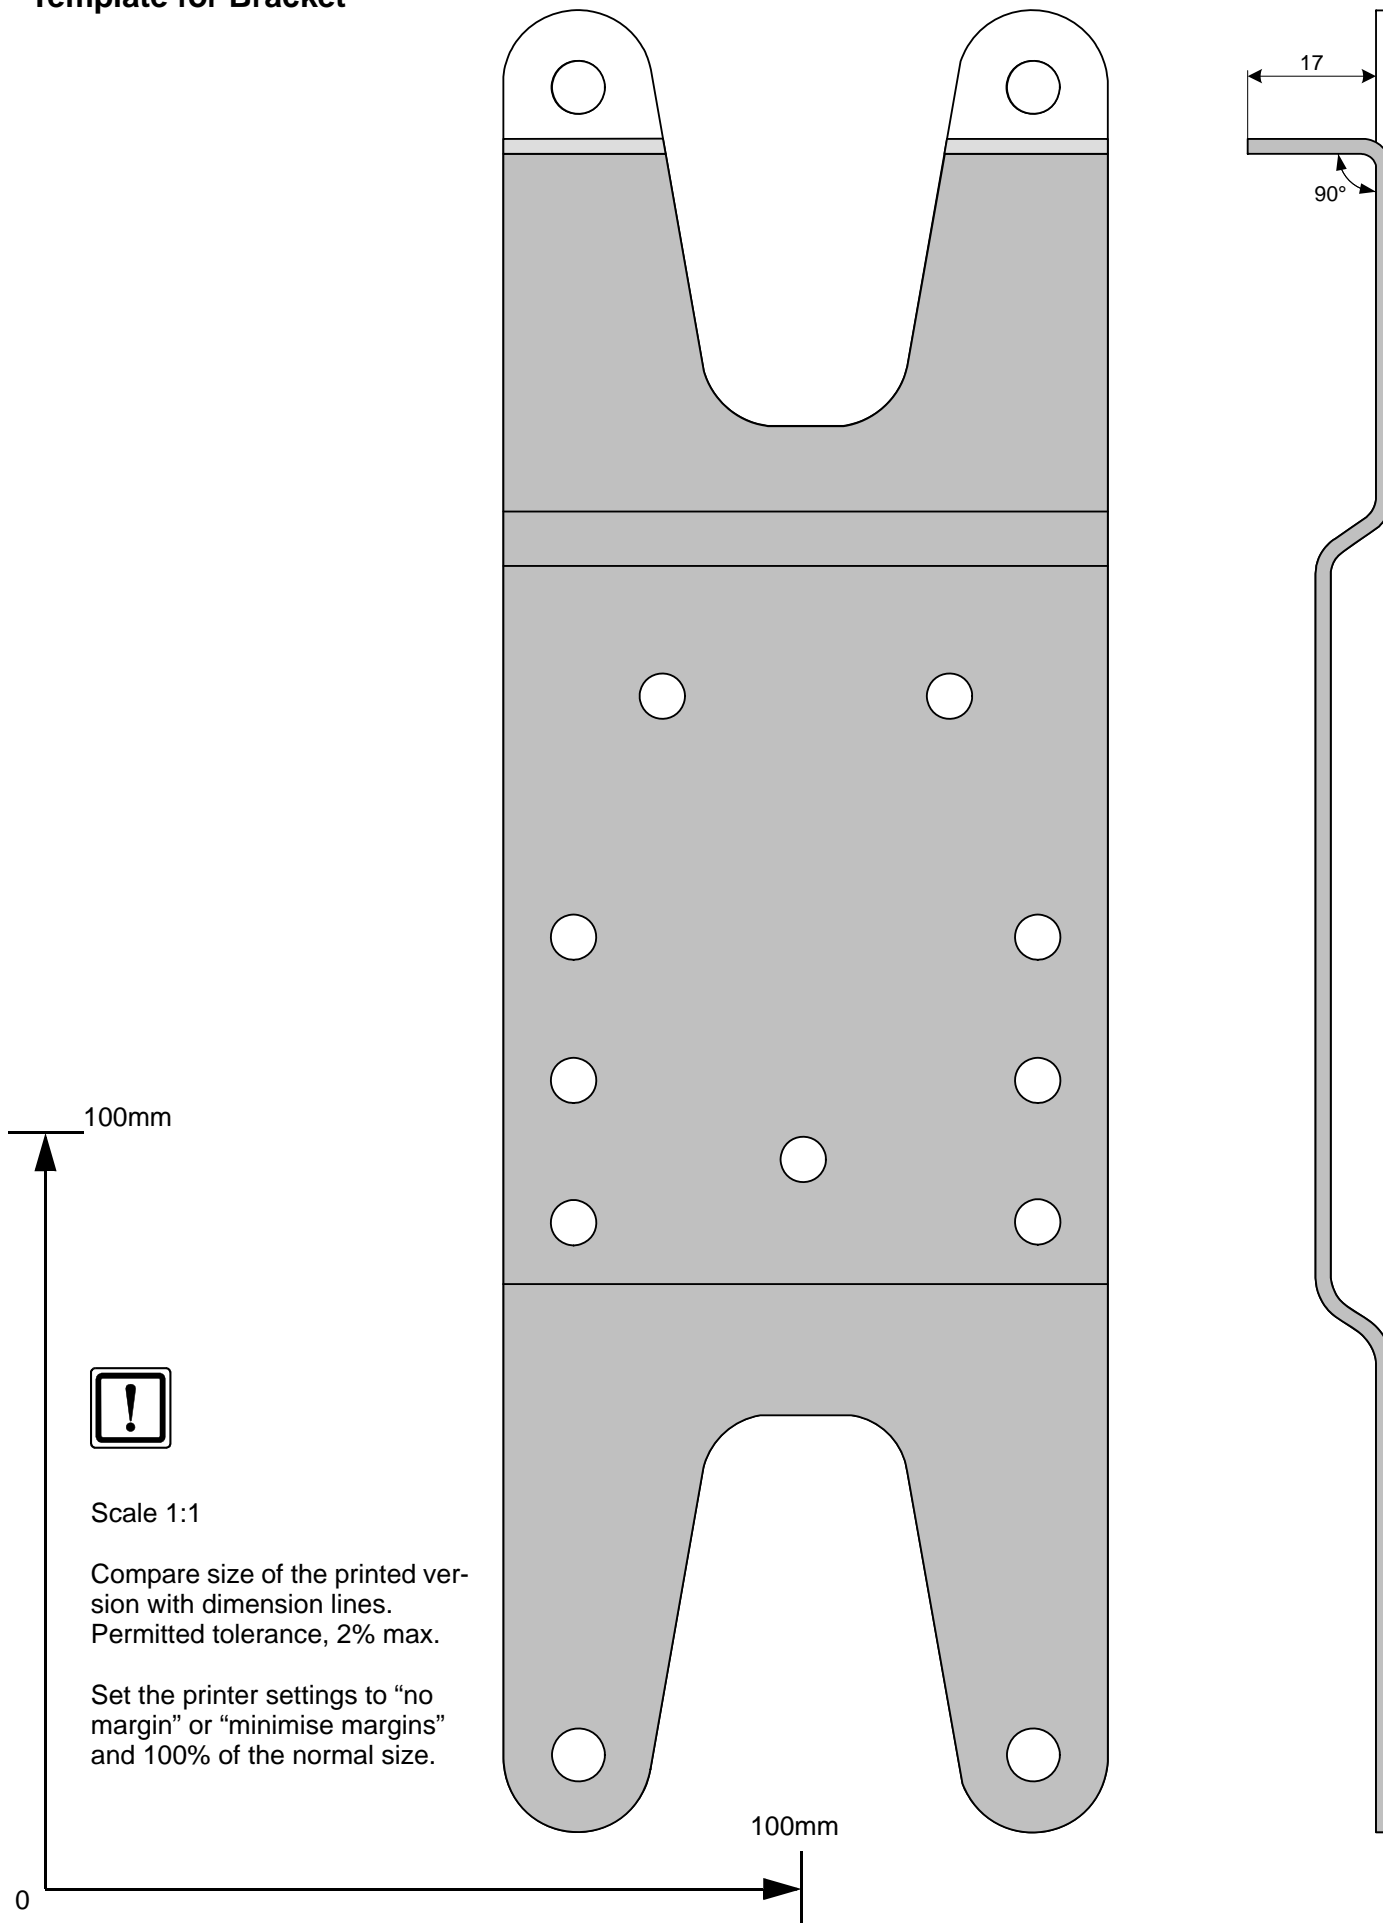 Template for Bracket
17
90°
100mm
!
Scale 1:1
Compare size of the printed ver-
sion with dimension lines.
Permitted tolerance, 2% max.
Set the printer settings to “no
margin” or “minimise margins”
and 100% of the normal size.
100mm
0